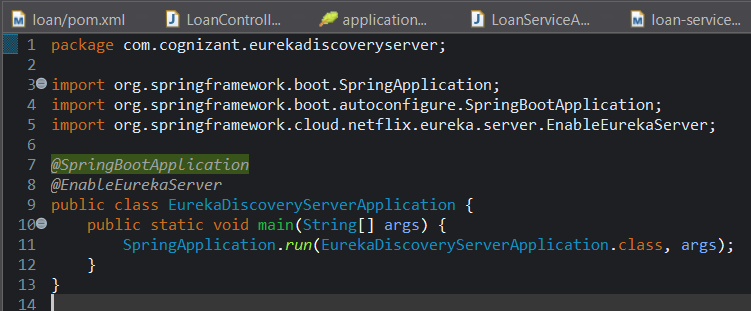 loan/pom.xml LoanControll... application... LoanServiceA... loan-service...
1 package com.cognizant.eurekadiscoveryserver;
2
3 import org.springframework.boot.SpringApplication;
4 import org.springframework.boot.autoconfigure.SpringBootApplication;
5 import org.springframework.cloud.netflix.eureka.server.EnableEurekaServer;
6
7 @SpringBootApplication
8 @EnableEurekaServer
9 public class EurekaDiscoveryServerApplication {
10     public static void main(String[] args) {
11         SpringApplication.run(EurekaDiscoveryServerApplication.class, args);
12     }
13 }
14